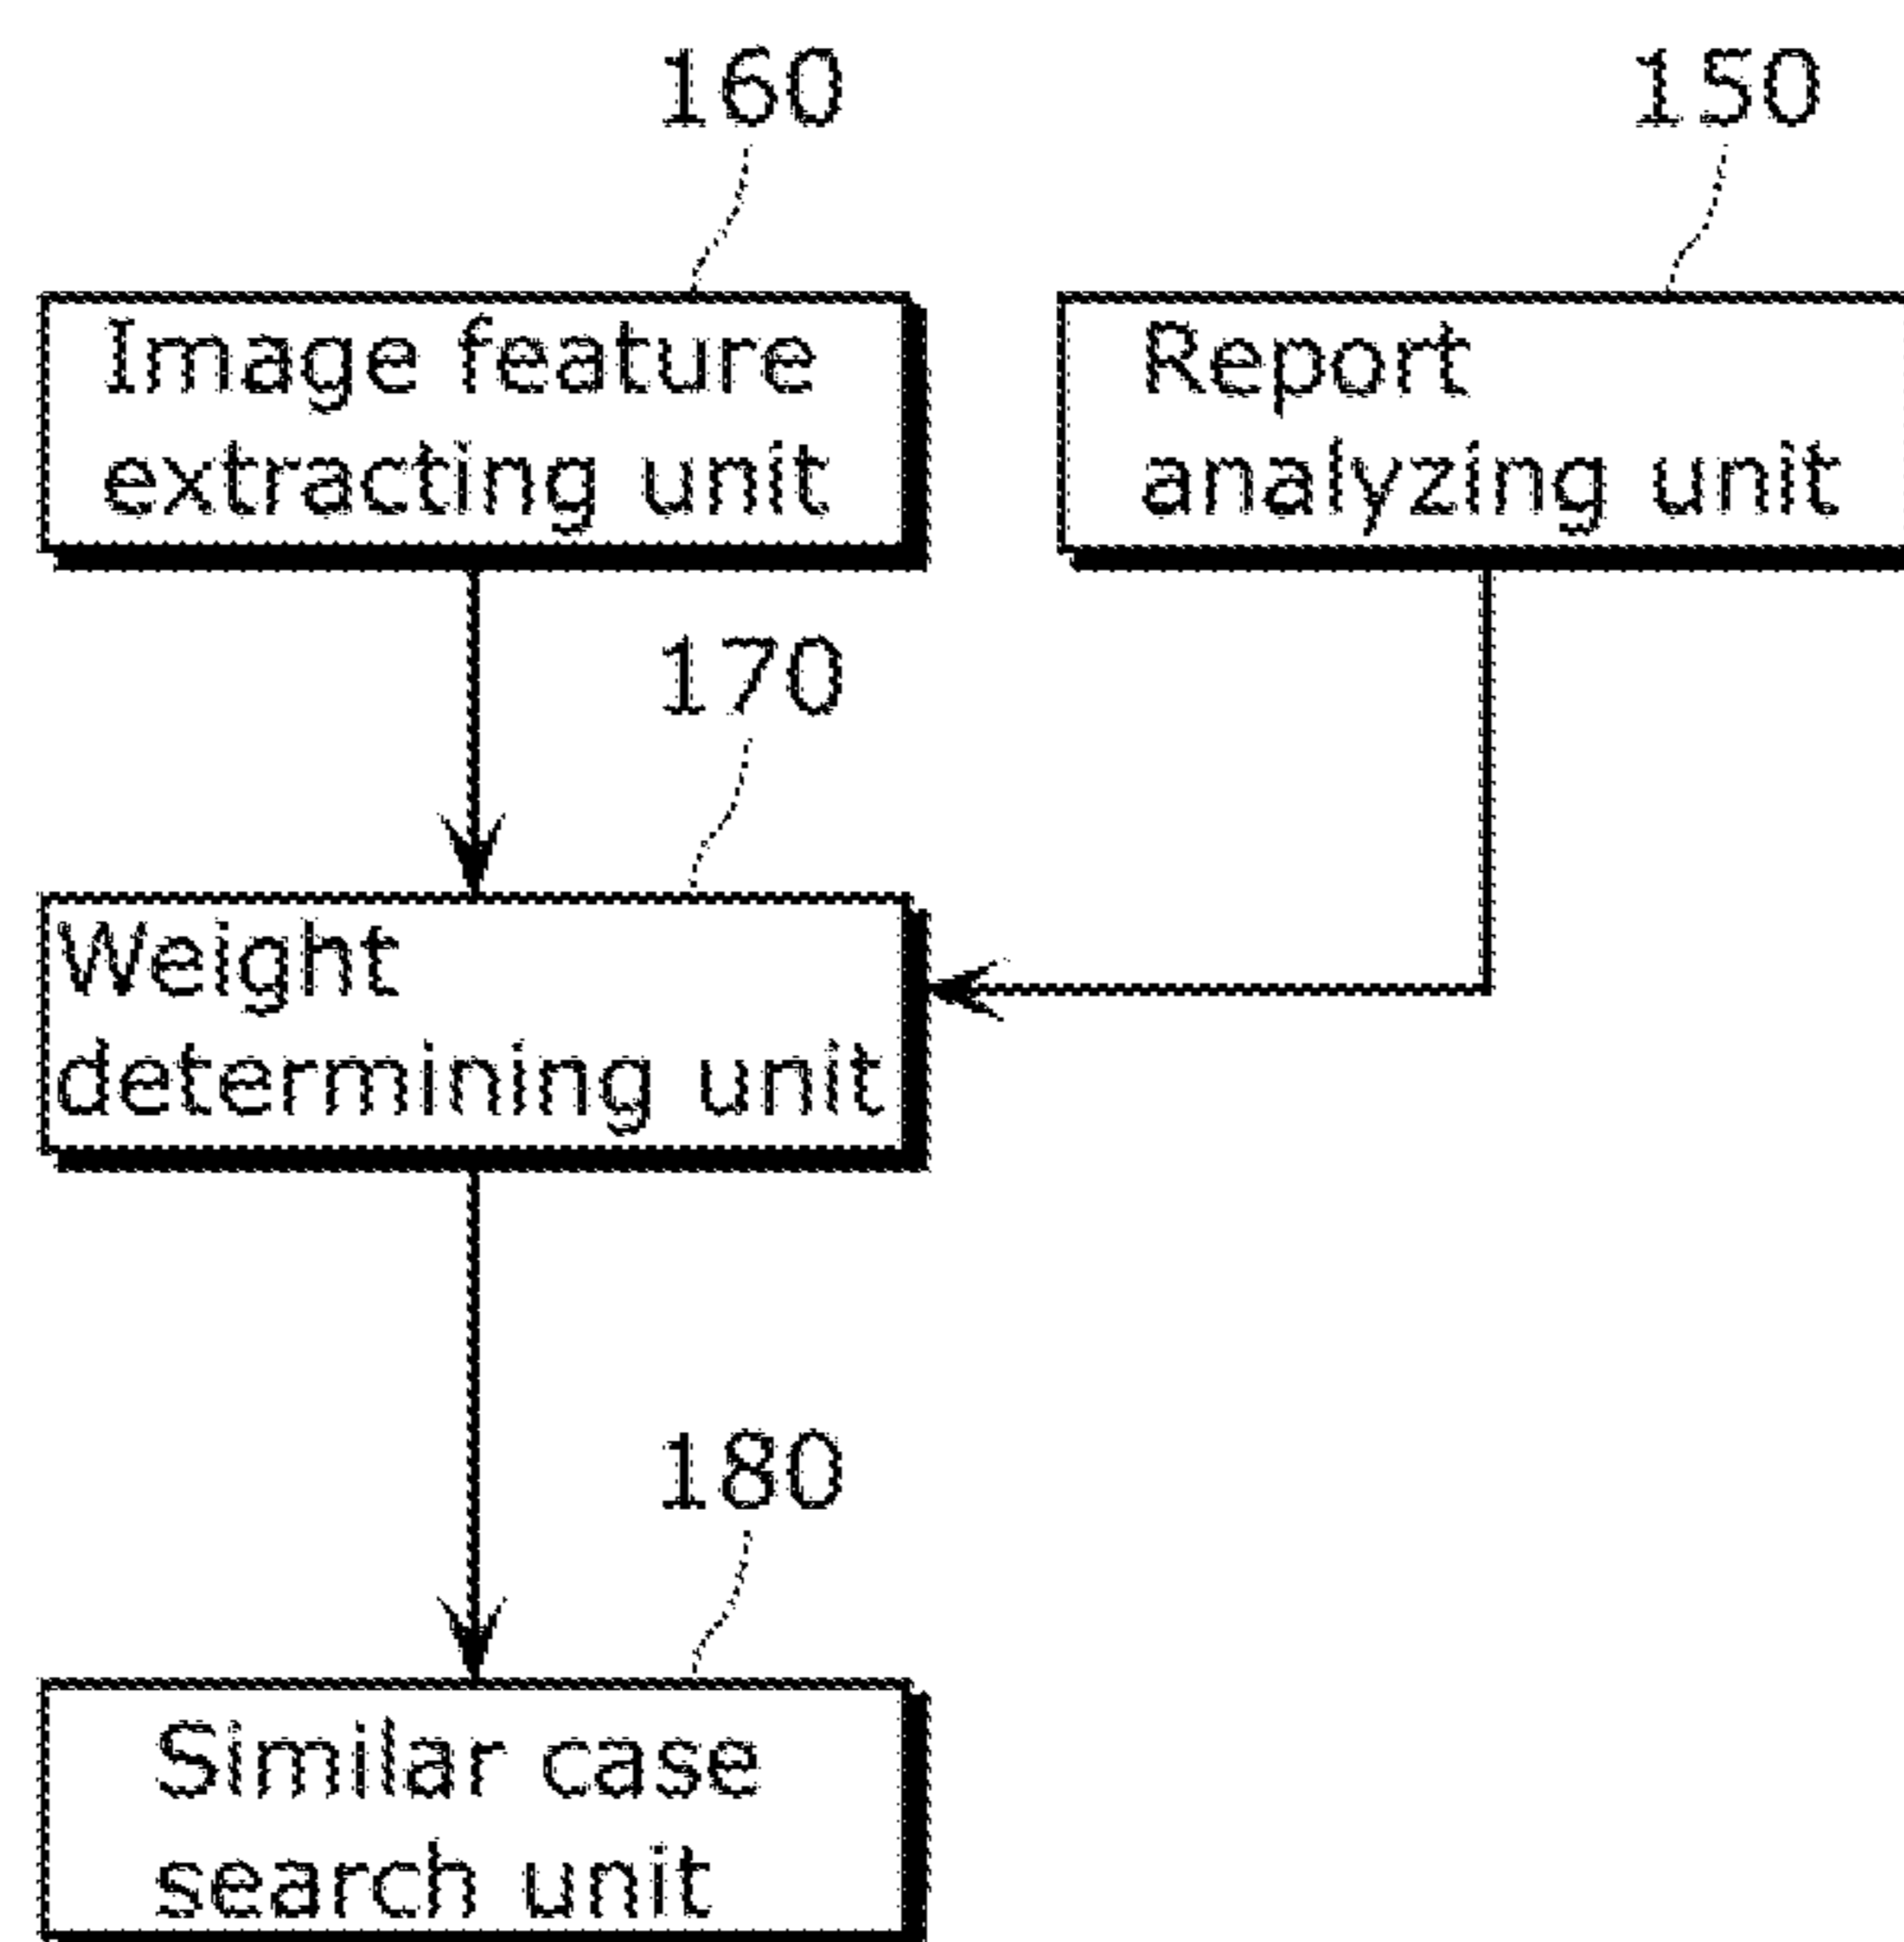 160
150
Image feature
extracting unit
Report
analyzing unit
170
Weight
determining unit
180
Similar case
search unit